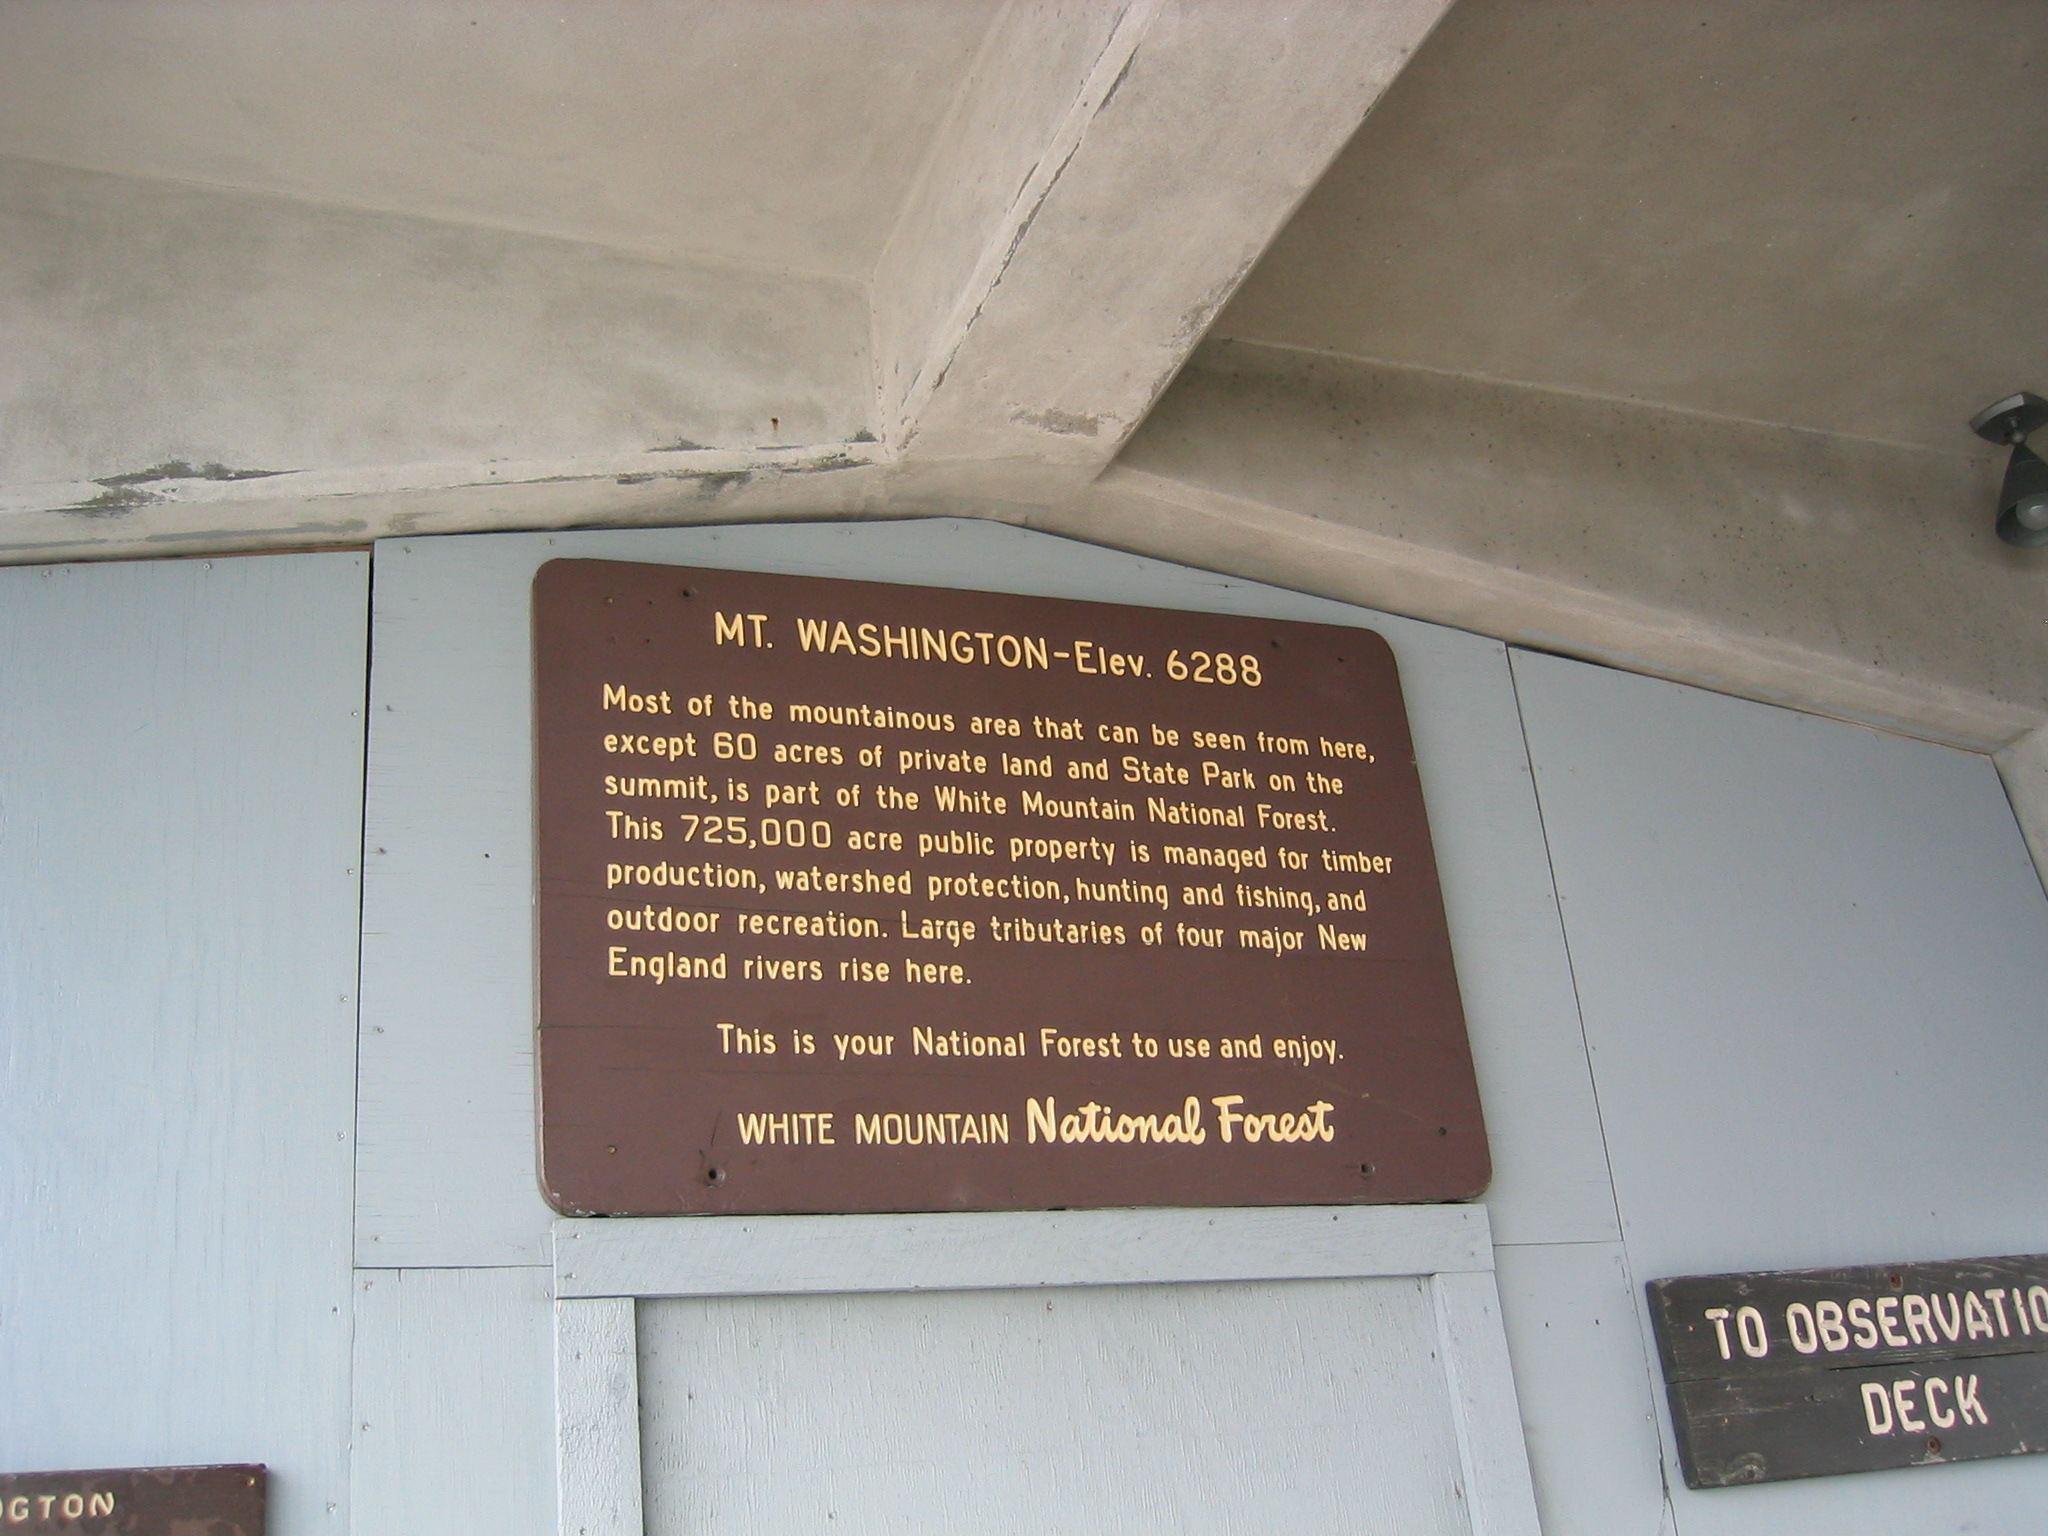 MT. WASHINGTON-Elev. 6288
Most of the mountainous area that can be seen from here,
except 60 acres of private land and State Park on the
summit, is part of the White Mountain National Forest.
This 725,000 acre public property is managed for timber
production, watershed protection, hunting and fishing, and
outdoor recreation. Large tributaries of four major New
England rivers rise here.
This is your National Forest to use and enjoy.
WHITE MOUNTAIN National Forest
TO OBSERVATIO
DECK
GTON